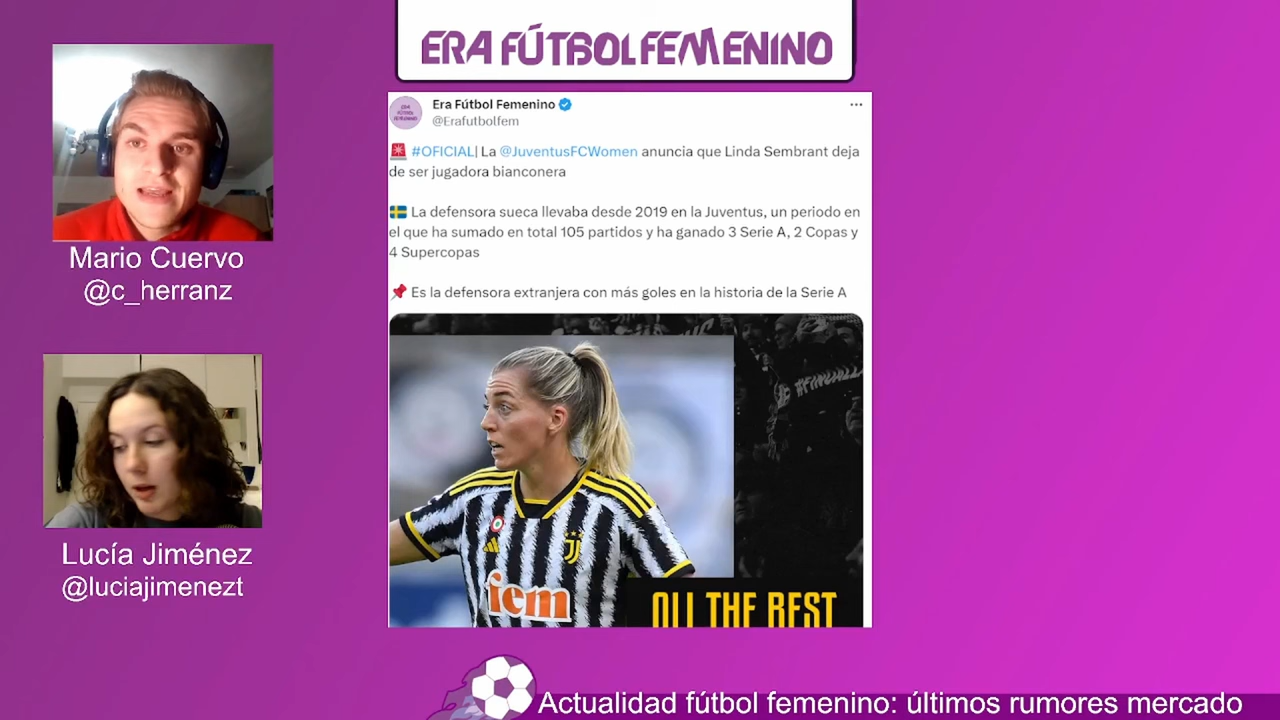 ERA FÚTBOL FEMENINO
Era Fútbol Femenino
@Erafutbolfem
#OFICIAL| La @JuventusFCWomen anuncia que Linda Sembrant deja
de ser jugadora bianconera
La defensora sueca llevaba desde 2019 en la Juventus, un periodo en
el que ha sumado en total 105 partidos y ha ganado 3 Serie A, 2 Copas y
4 Supercopas
Es la defensora extranjera con más goles en la historia de la Serie A
fem
ALL THE BEST
Mario Cuervo
@c_herranz
Lucía Jiménez
@luciajimenezt
Actualidad fútbol femenino: últimos rumores mercado